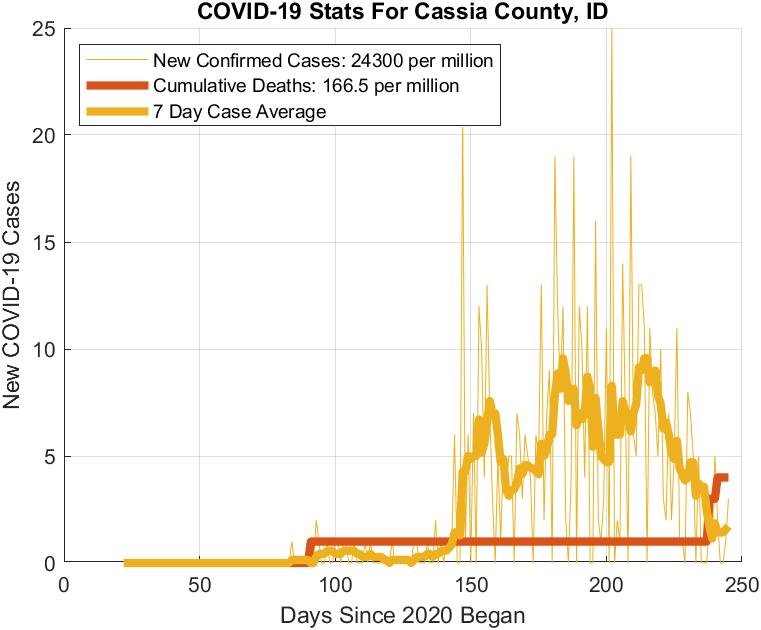 COVID-19 Stats For Cassia County, ID
New Confirmed Cases: 24300 per million
Cumulative Deaths: 166.5 per million
7 Day Case Average
New COVID-19 Cases
25
20
15
10
5
0
0 50 100 150 200 250
Days Since 2020 Began